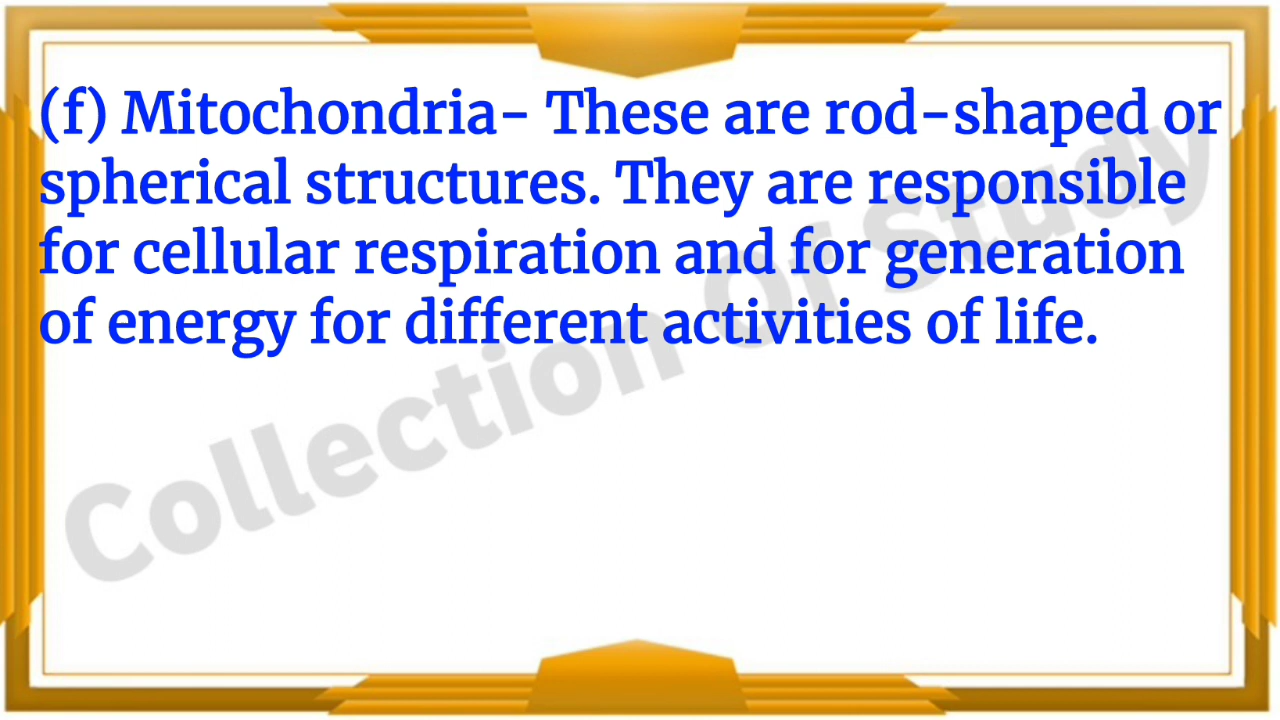 (f) Mitochondria- These are rod-shaped or
spherical structures. They are responsible
for cellular respiration and for generation
of energy for different activities of life.
Collection Of Study